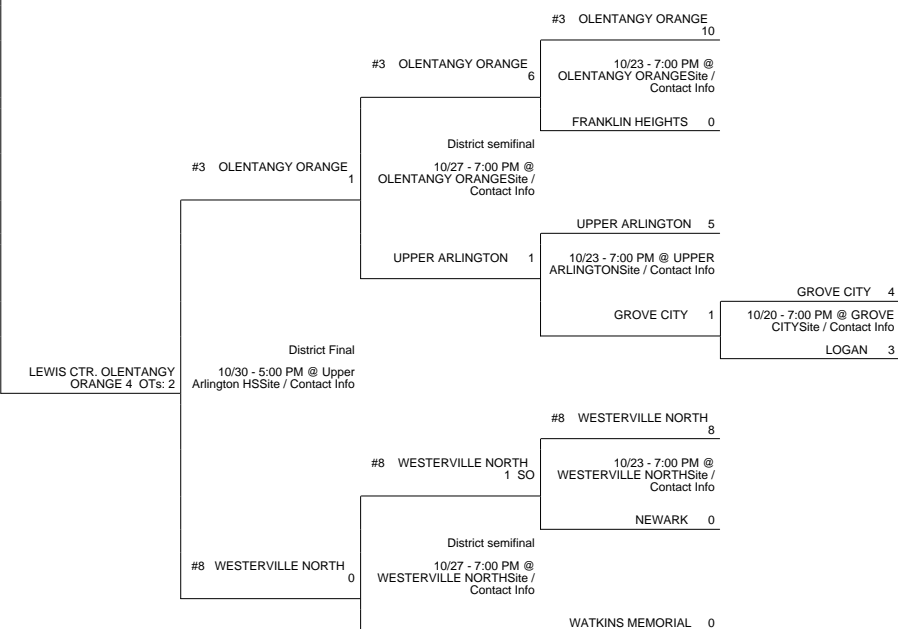 #3 OLENTANGY ORANGE
10
#3 OLENTANGY ORANGE
6
10/23 - 7:00 PM @
OLENTANGY ORANGESite /
Contact Info
FRANKLIN HEIGHTS 0
District semifinal
#3 OLENTANGY ORANGE
1
10/27 - 7:00 PM @
OLENTANGY ORANGESite /
Contact Info
UPPER ARLINGTON 5
UPPER ARLINGTON 1
10/23 - 7:00 PM @ UPPER
ARLINGTONSite / Contact Info
GROVE CITY 4
GROVE CITY 1
10/20 - 7:00 PM @ GROVE
CITYSite / Contact Info
LOGAN 3
District Final
LEWIS CTR. OLENTANGY
ORANGE 4 OTs: 2
10/30 - 5:00 PM @ Upper
Arlington HSSite / Contact Info
#8 WESTERVILLE NORTH
8
#8 WESTERVILLE NORTH
1 SO
10/23 - 7:00 PM @
WESTERVILLE NORTHSite /
Contact Info
NEWARK 0
District semifinal
#8 WESTERVILLE NORTH
0
10/27 - 7:00 PM @
WESTERVILLE NORTHSite /
Contact Info
WATKINS MEMORIAL 0